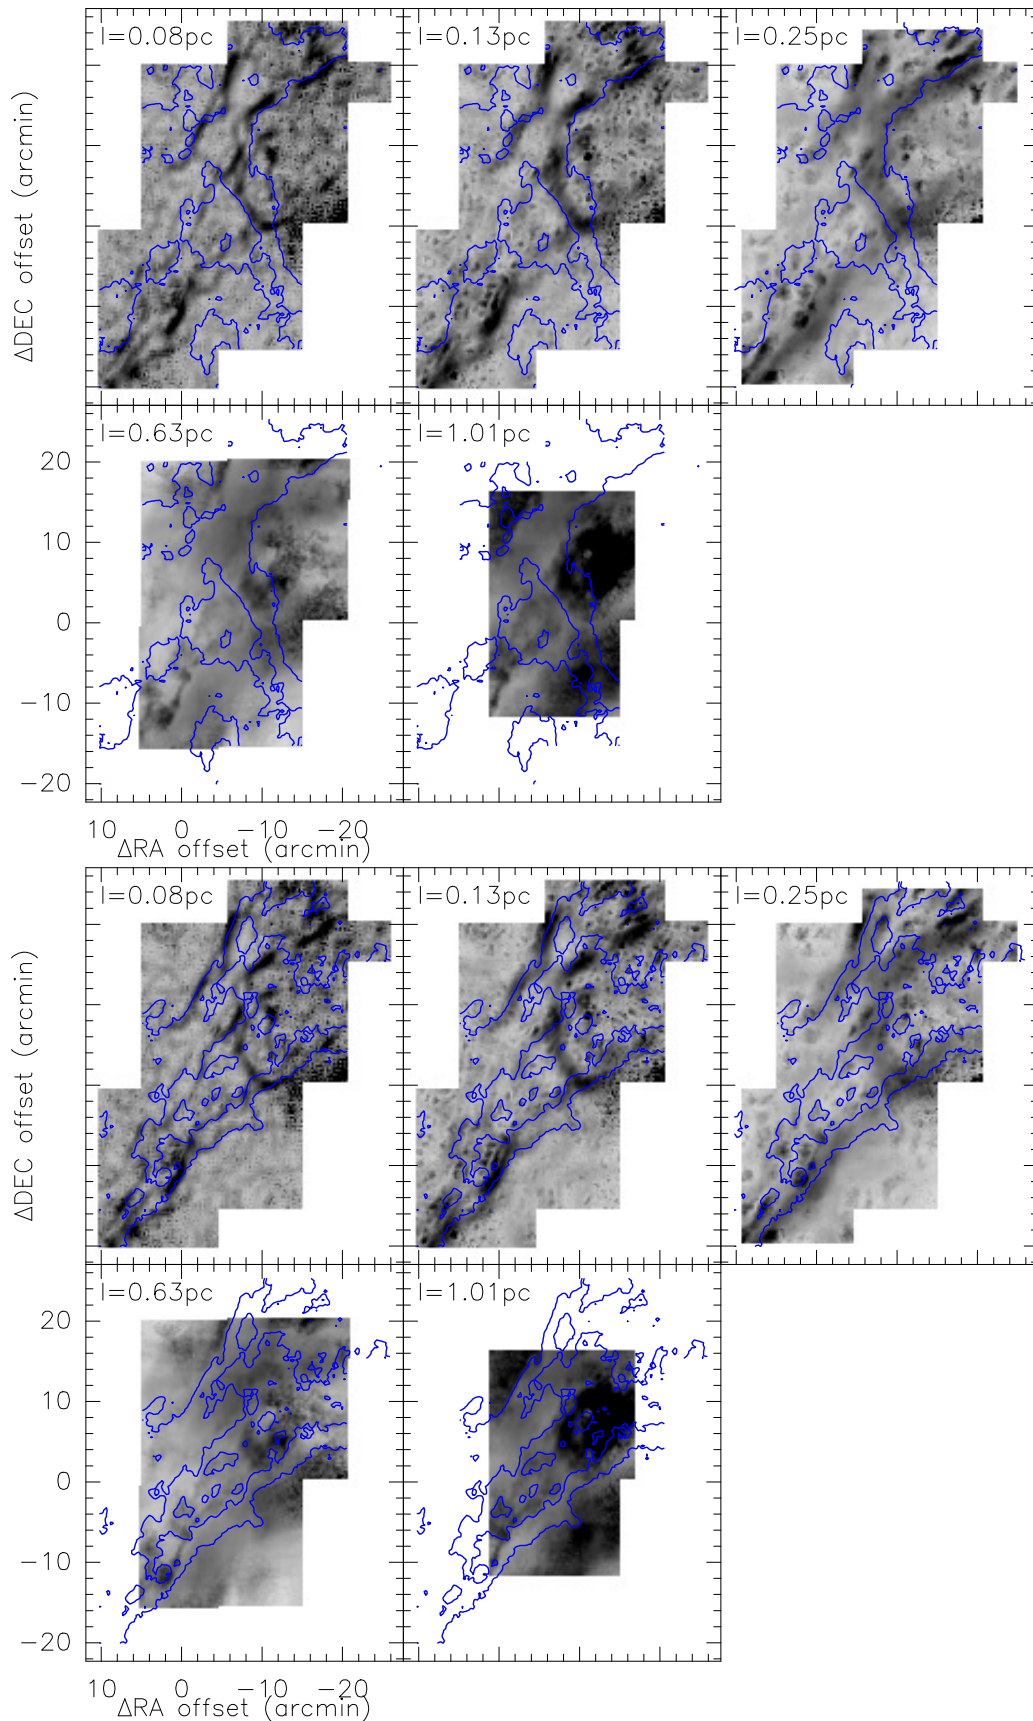 l=0.08pc l=0.13pc l=0.25pc
ΔDEC offset (arcmin)
l=0.63pc l=1.01pc
20
10
0
−10
−20
10 0 −10 −20
ΔRA offset (arcmin)
l=0.08pc l=0.13pc l=0.25pc
ΔDEC offset (arcmin)
l=0.63pc l=1.01pc
20
10
0
−10
−20
10 0 −10 −20
ΔRA offset (arcmin)